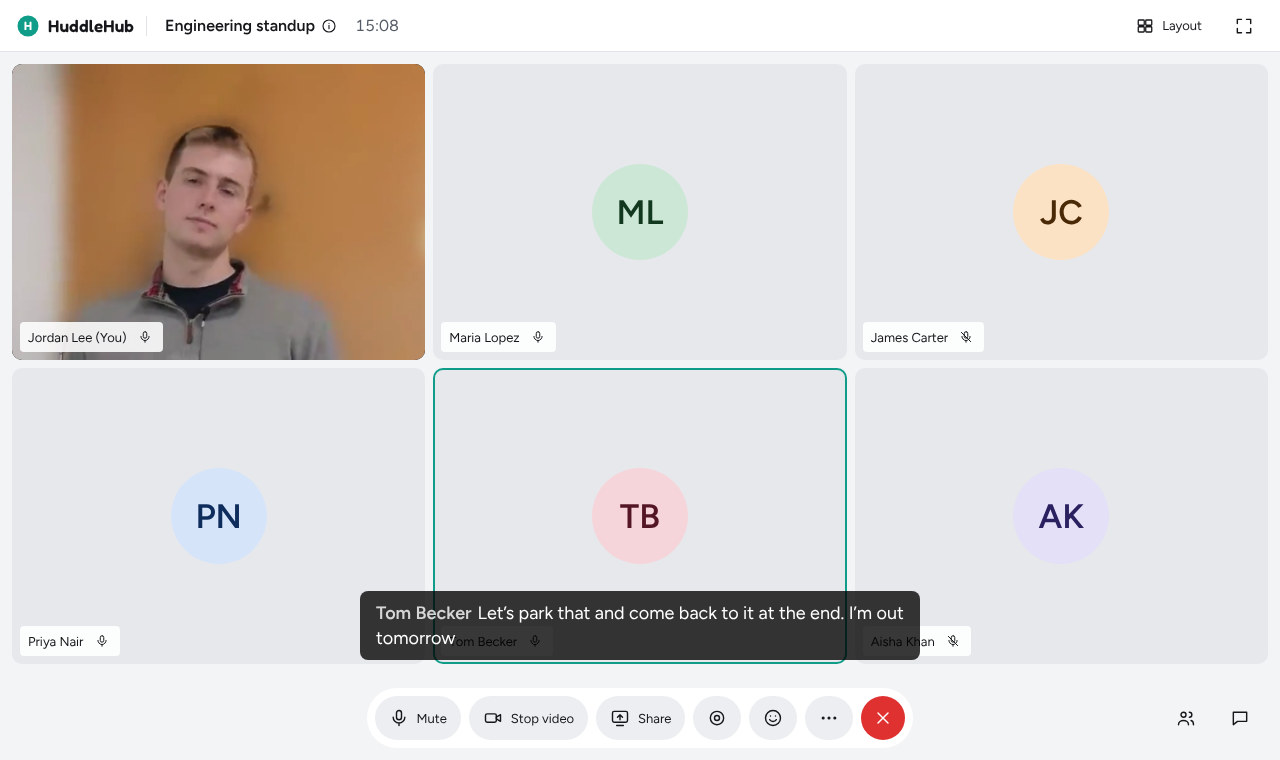 H HuddleHub
Engineering standup
15:08
Layout
Jordan Lee (You)
ML
Maria Lopez
JC
James Carter
PN
Priya Nair
TB
Tom Becker
AK
Aisha Khan
Tom Becker Let’s park that and come back to it at the end. I’m out
tomorrow
Mute
Stop video
Share